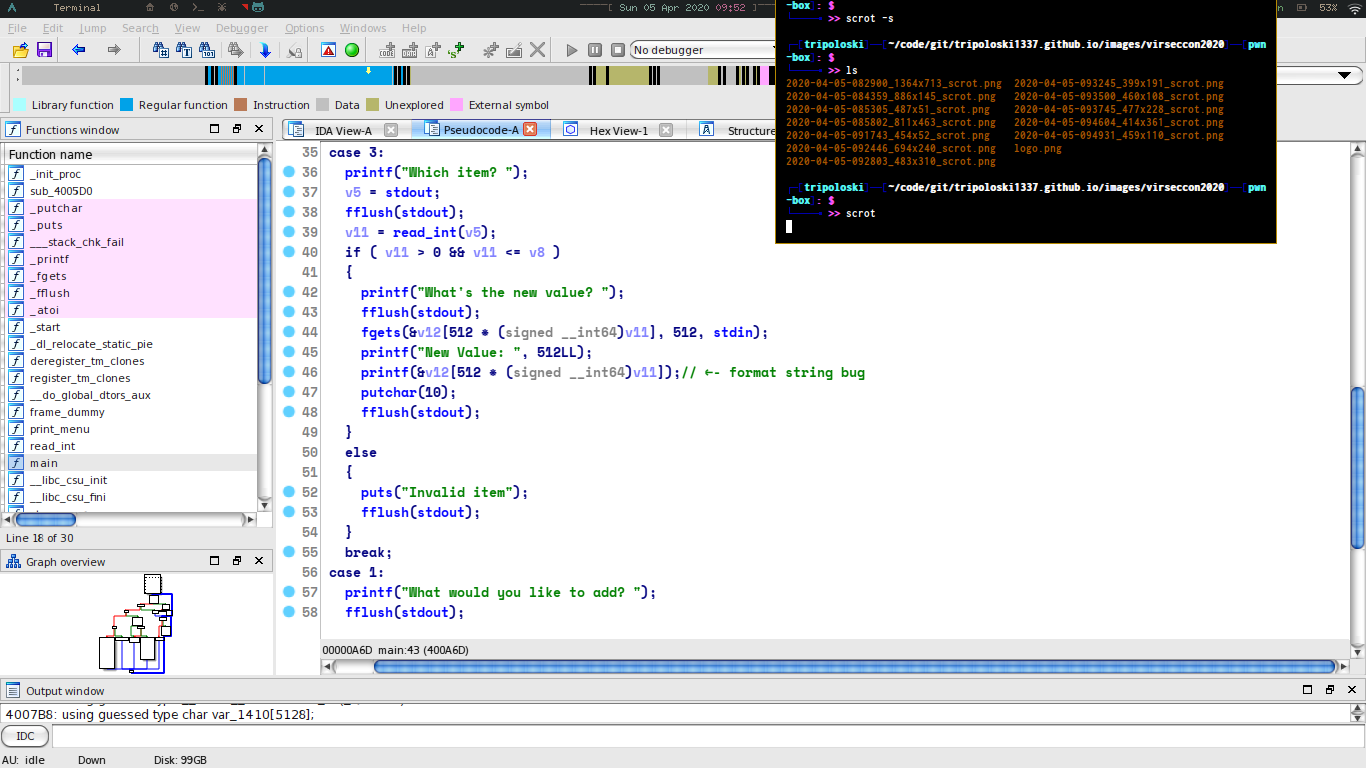 Terminal
[ Sun 05 Apr 2020 09:52 ]
53%
File Edit Jump Search View Debugger Options Windows Help
No debugger
Library function Regular function Instruction Data Unexplored External symbol
Functions window
Function name
_init_proc
sub_4005D0
_putchar
_puts
___stack_chk_fail
_printf
_fgets
_fflush
_atoi
_start
_dl_relocate_static_pie
deregister_tm_clones
register_tm_clones
__do_global_dtors_aux
frame_dummy
print_menu
read_int
main
__libc_csu_init
__libc_csu_fini
Line 18 of 30
Graph overview
IDA View-A Pseudocode-A Hex View-1 Structure
35 case 3:
36 printf("Which item? ");
37 v5 = stdout;
38 fflush(stdout);
39 v11 = read_int(v5);
40 if ( v11 > 0 && v11 <= v8 )
41 {
42 printf("What's the new value? ");
43 fflush(stdout);
44 fgets(&v12[512 * (signed __int64)v11], 512, stdin);
45 printf("New Value: ", 512LL);
46 printf(&v12[512 * (signed __int64)v11]);// <-- format string bug
47 putchar(10);
48 fflush(stdout);
49 }
50 else
51 {
52 puts("Invalid item");
53 fflush(stdout);
54 }
55 break;
56 case 1:
57 printf("What would you like to add? ");
58 fflush(stdout);
00000A6D main:43 (400A6D)
-box]: $
>> scrot -s
tripoloski [~/code/git/tripoloski1337.github.io/images/virseccon2020] [pwn
-box]: $
>> ls
2020-04-05-082900_1364x713_scrot.png 2020-04-05-093245_399x191_scrot.png
2020-04-05-084359_886x145_scrot.png 2020-04-05-093500_460x108_scrot.png
2020-04-05-085305_487x51_scrot.png 2020-04-05-093745_477x228_scrot.png
2020-04-05-085802_811x463_scrot.png 2020-04-05-094604_414x361_scrot.png
2020-04-05-091743_454x52_scrot.png 2020-04-05-094931_459x110_scrot.png
2020-04-05-092446_694x240_scrot.png logo.png
2020-04-05-092803_483x310_scrot.png
tripoloski [~/code/git/tripoloski1337.github.io/images/virseccon2020] [pwn
-box]: $
>> scrot
Output window
4007B8: using guessed type char var_1410[5128];
IDC
AU: idle Down Disk: 99GB